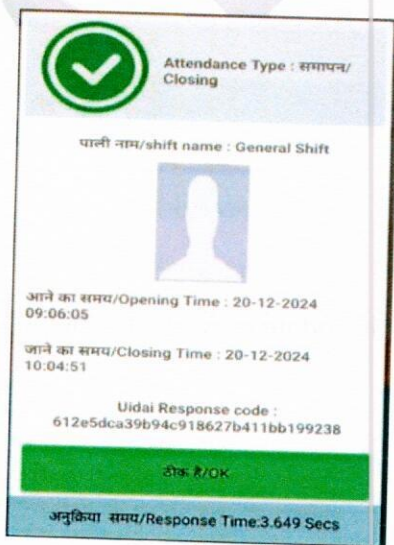 Attendance Type : समापन/
Closing
पाली नाम/shift name : General Shift
आने का समय/Opening Time : 20-12-2024
09:06:05
जाने का समय/Closing Time : 20-12-2024
10:04:51
Uidai Response code :
612e5dca39b94c918627b411bb199238
ठीक है/OK
अनुक्रिया समय/Response Time:3.649 Secs